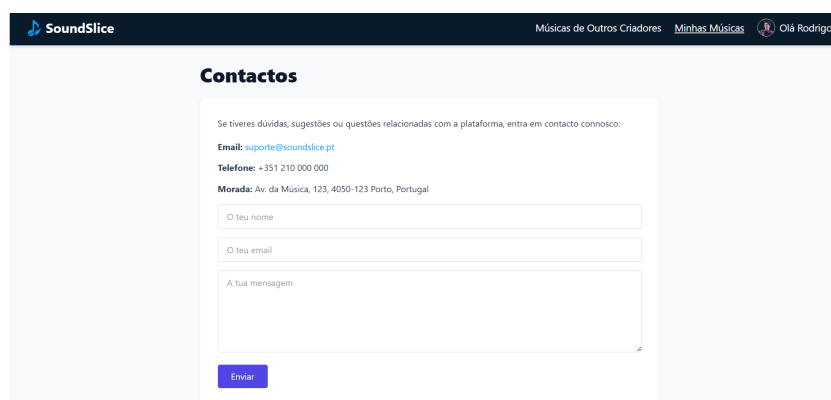 SoundSlice
Músicas de Outros Criadores
Minhas Músicas
Olá Rodrigo
Contactos
Se tiveres dúvidas, sugestões ou questões relacionadas com a plataforma, entra em contacto connosco:
Email: suporte@soundslice.pt
Telefone: +351 210 000 000
Morada: Av. da Música, 123, 4050-123 Porto, Portugal
O teu nome
O teu email
A tua mensagem
Enviar